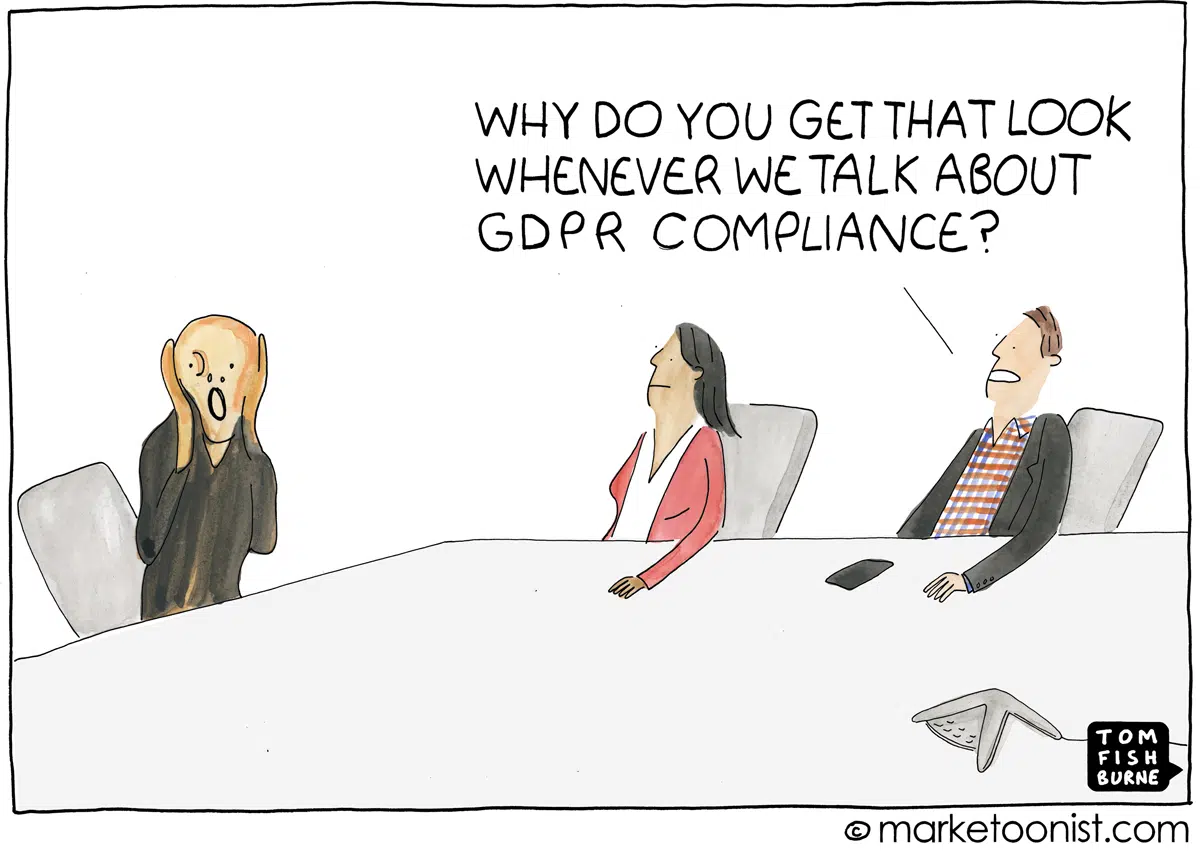 WHY DO YOU GET THAT LOOK
WHENEVER WE TALK ABOUT
GDPR COMPLIANCE?
TOM
FISH
BURNE
© marketoonist.com